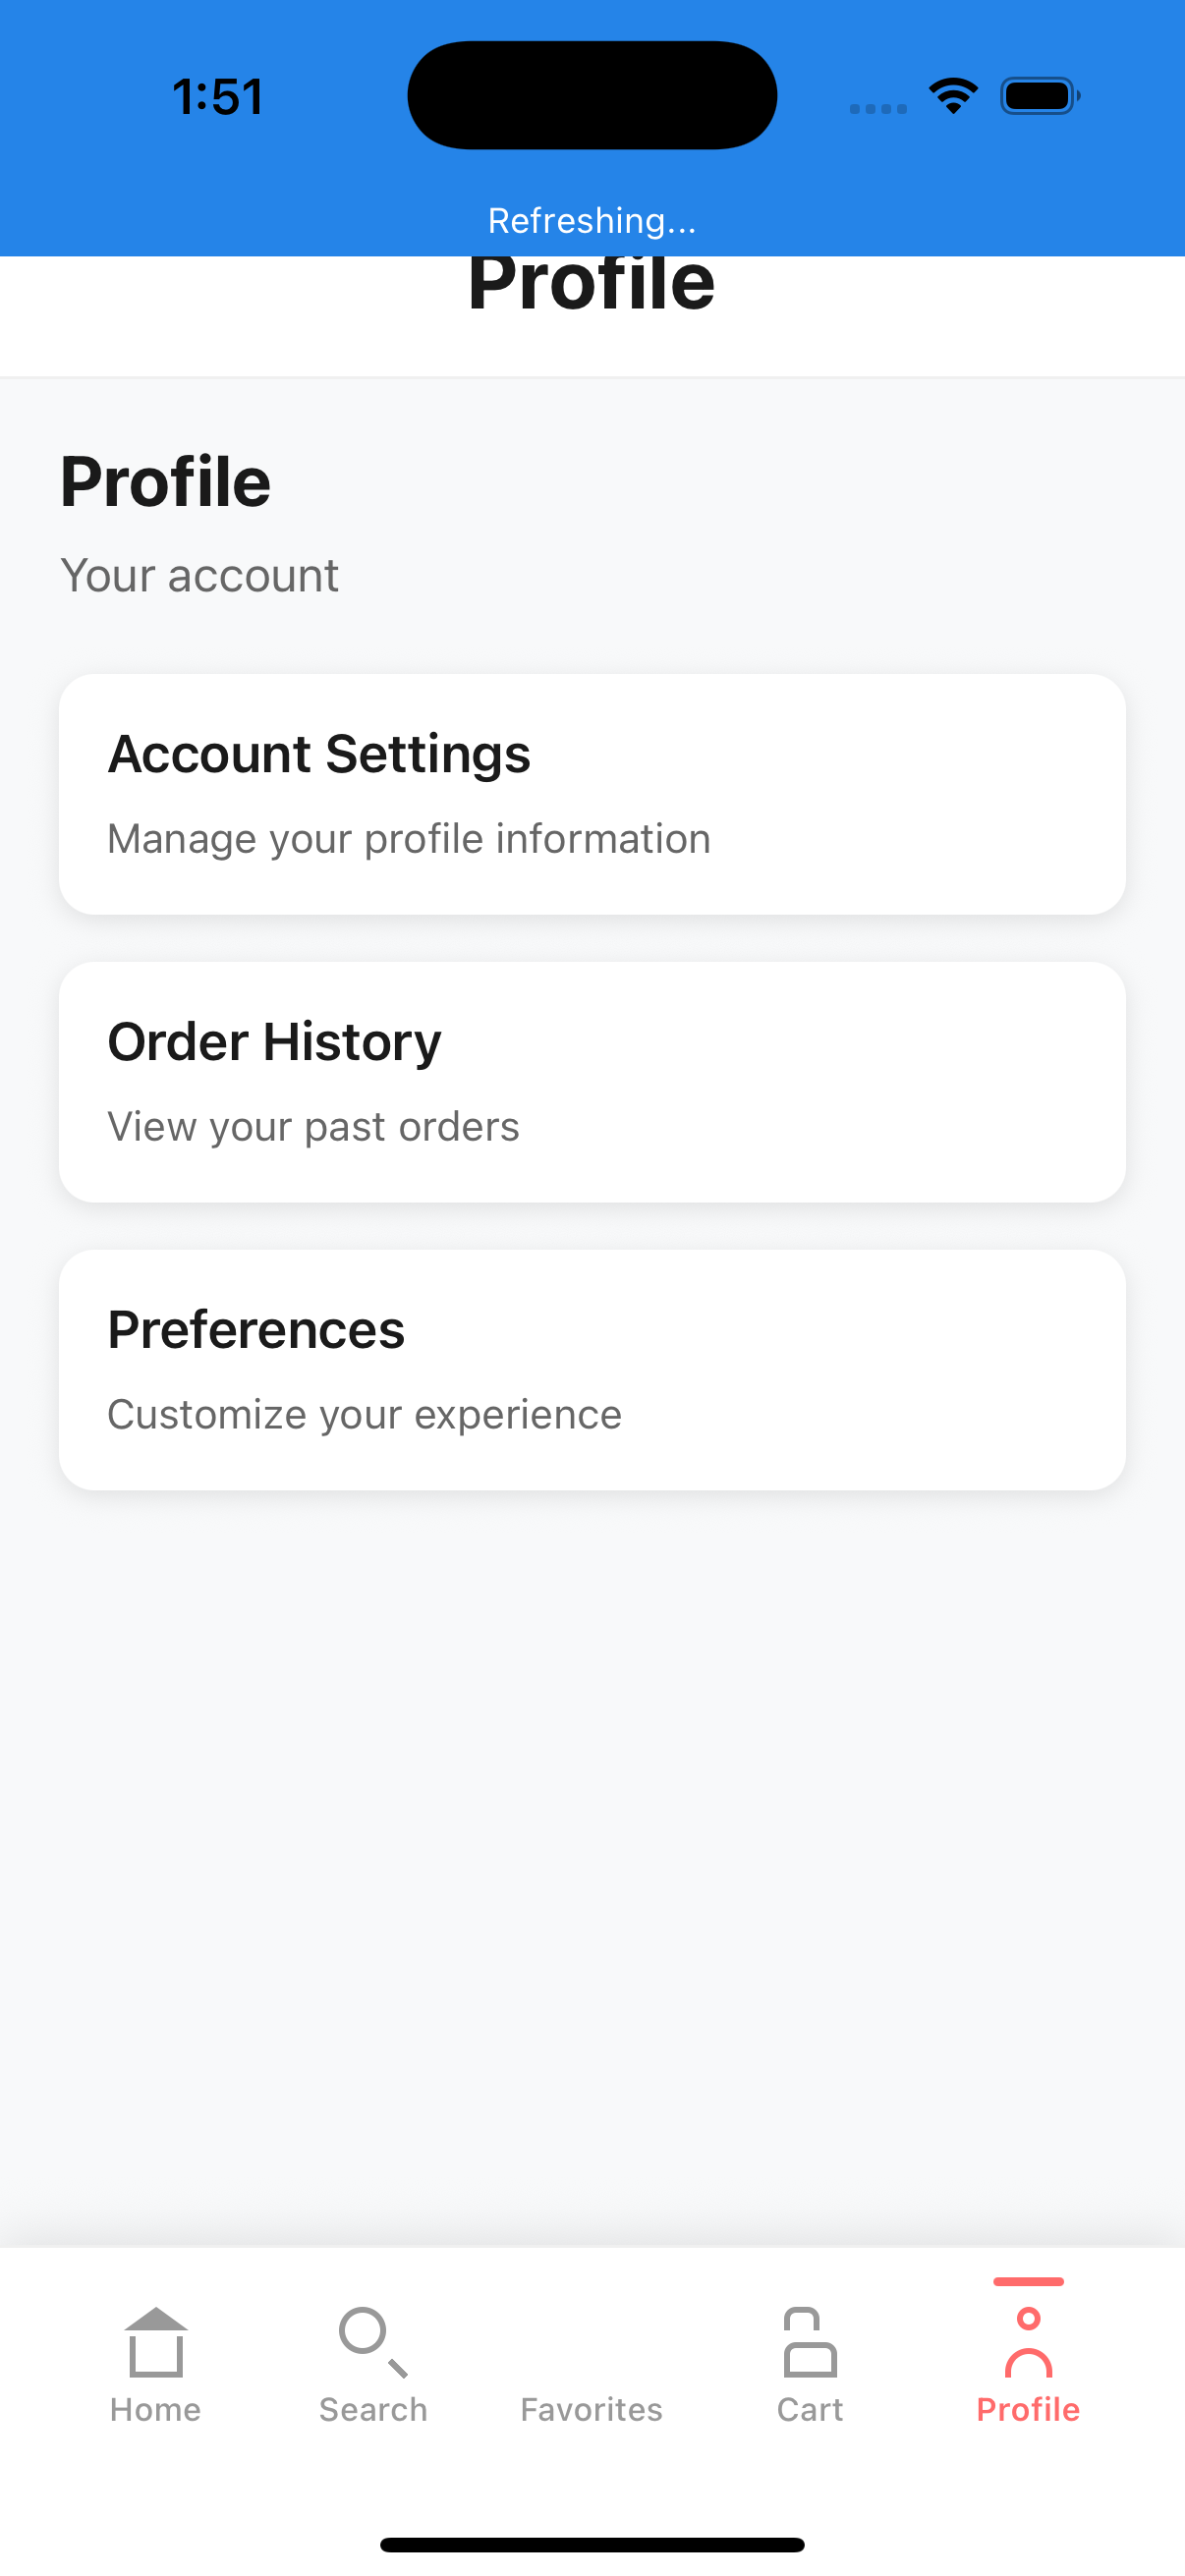 1:51
Refreshing...
Profile
Profile
Your account
Account Settings
Manage your profile information
Order History
View your past orders
Preferences
Customize your experience
Home
Search
Favorites
Cart
Profile